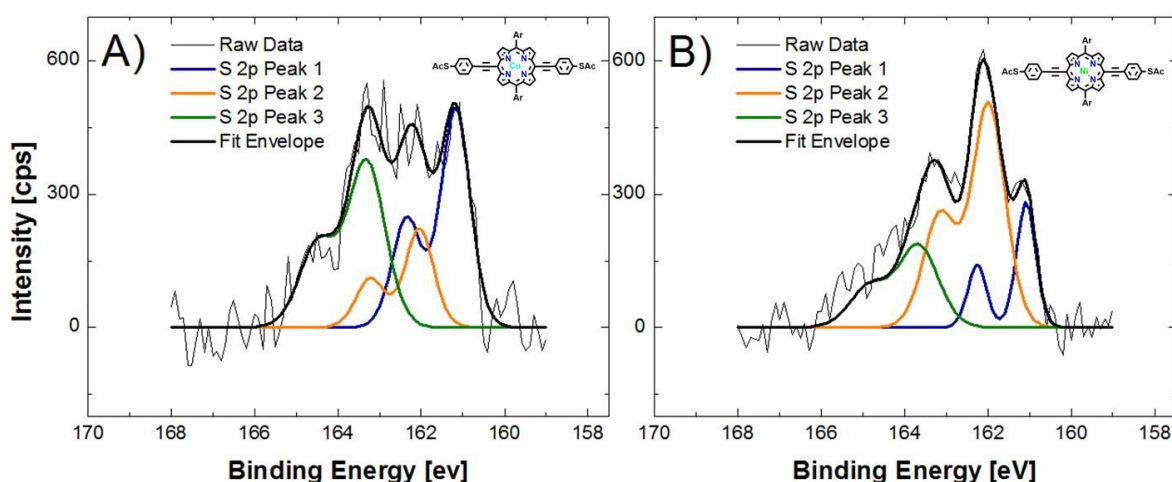 A)
Raw Data
S 2p Peak 1
S 2p Peak 2
S 2p Peak 3
Fit Envelope
Ar
AcS
N N
Cu
N N
SAc
Ar
600
300
0
Intensity [cps]
170 168 166 164 162 160 158
Binding Energy [ev]
B)
Raw Data
S 2p Peak 1
S 2p Peak 2
S 2p Peak 3
Fit Envelope
Ar
AcS
N N
Ni
N N
SAc
Ar
600
300
0
170 168 166 164 162 160 158
Binding Energy [eV]